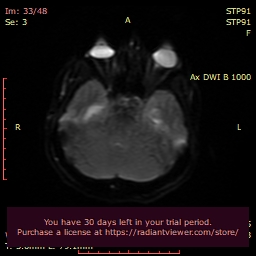 Im: 33/48
Se: 3
A
STP91
STP91
F
Ax DWI B 1000
R
L
You have 30 days left in your trial period.
Purchase a license at https://radiantviewer.com/store/